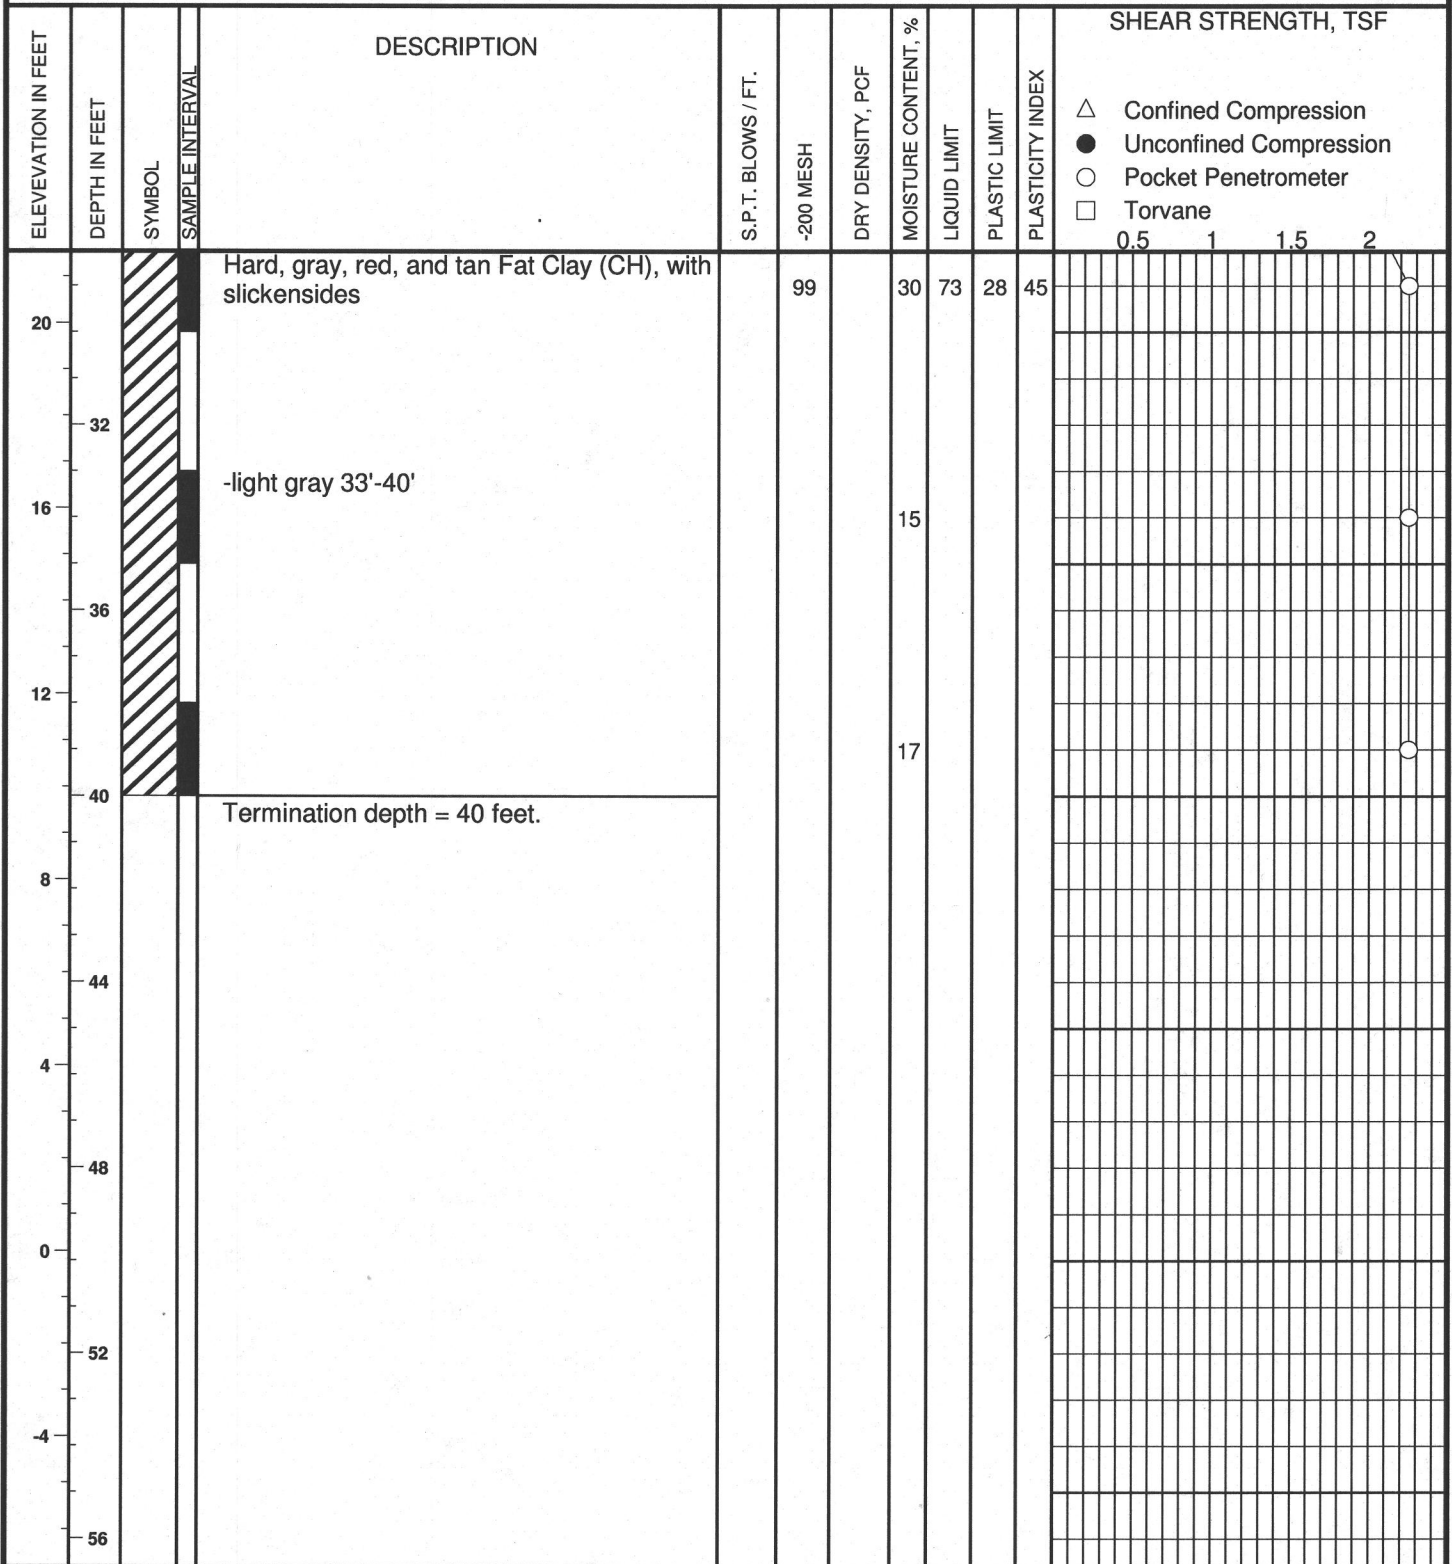 ELEVEVATION IN FEET
DEPTH IN FEET
SYMBOL
SAMPLE INTERVAL
DESCRIPTION
S.P.T. BLOWS / FT.
-200 MESH
DRY DENSITY, PCF
MOISTURE CONTENT, %
LIQUID LIMIT
PLASTIC LIMIT
PLASTICITY INDEX
SHEAR STRENGTH, TSF
△ Confined Compression
● Unconfined Compression
○ Pocket Penetrometer
□ Torvane
0.5 1 1.5 2
Hard, gray, red, and tan Fat Clay (CH), with
slickensides
99 30 73 28 45
20
32
-light gray 33'-40'
16
15
36
12
17
40
Termination depth = 40 feet.
8
44
4
48
0
52
-4
56